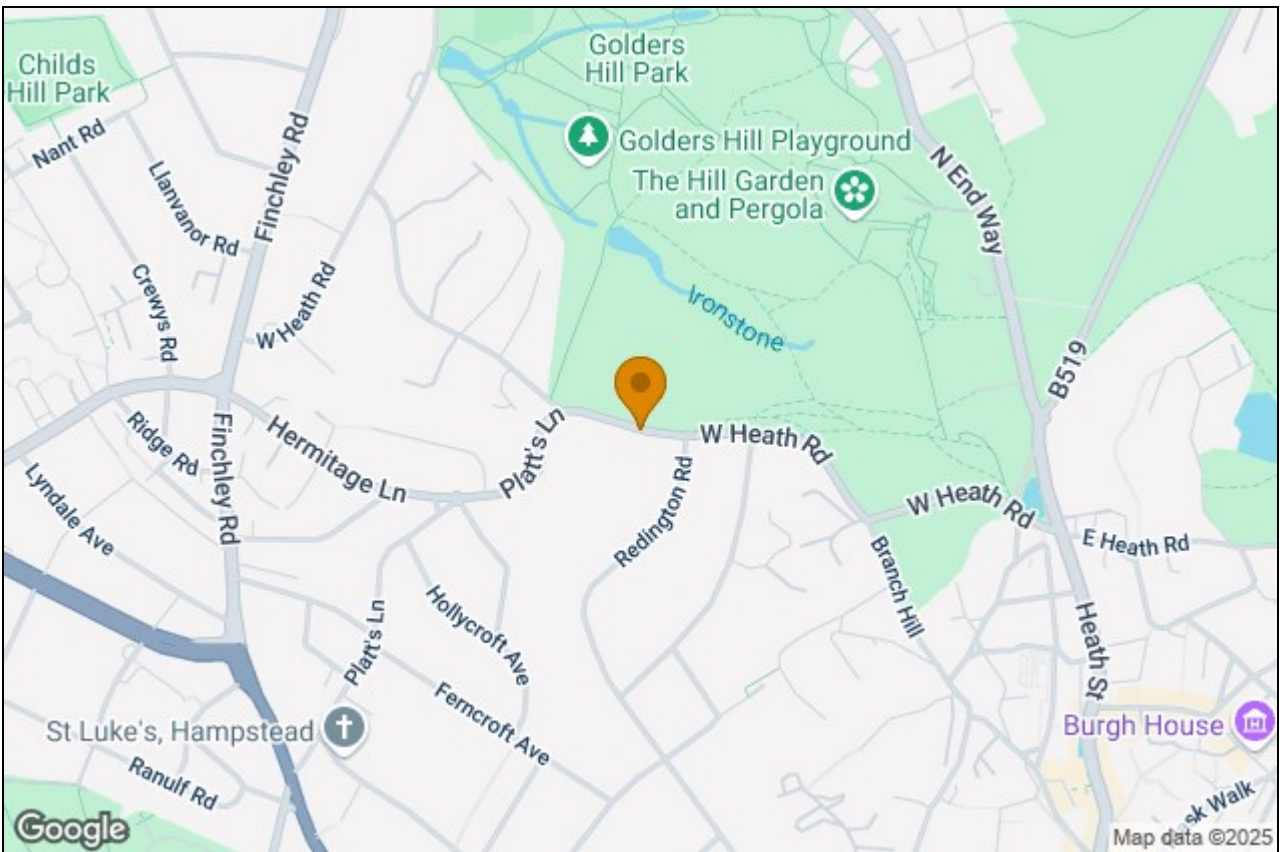 Childs
Hill Park
Nant Rd
Llanvanor Rd
Finchley Rd
Crewys Rd
W Heath Rd
Golders
Hill Park
Golders Hill Playground
The Hill Garden
and Pergola
N End Way
Ironstone
B519
Ridge Rd
Hermitage Ln
Platt's Ln
W Heath Rd
Redington Rd
W Heath Rd
E Heath Rd
Lyndale Ave
Finchley Rd
Branch Hill
Heath St
Platt's Ln
Hollycroft Ave
Ferncroft Ave
St Luke's, Hampstead
Burgh House
Ranulf Rd
sk Walk
Google
Map data ©2025